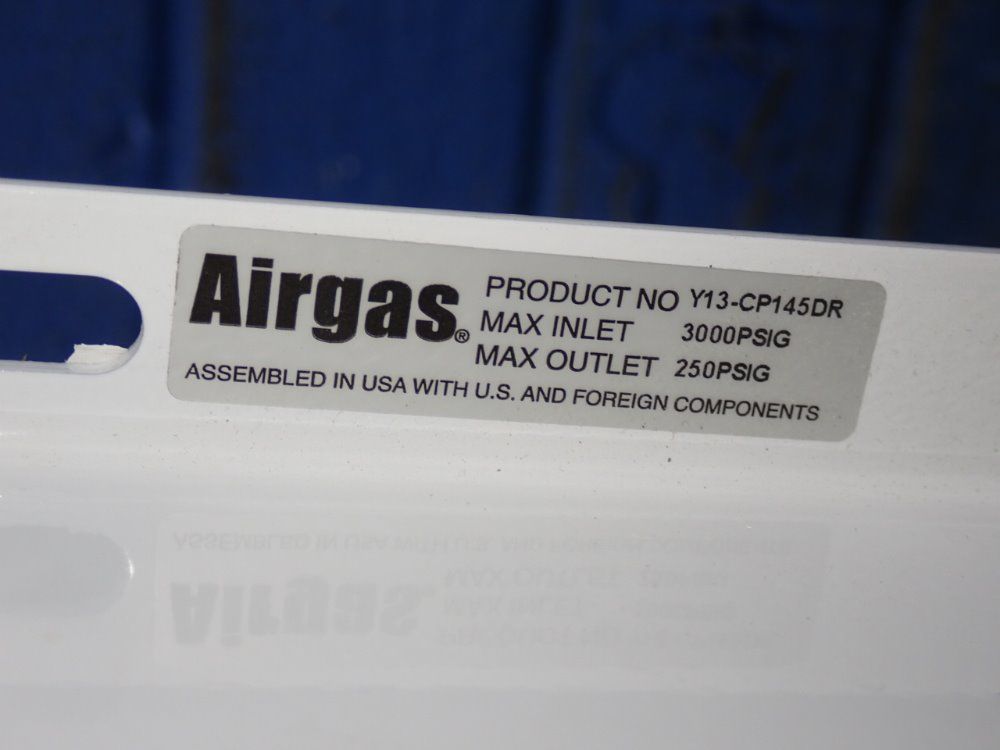 Airgas®
PRODUCT NO Y13-CP145DR
MAX INLET 3000PSIG
MAX OUTLET 250PSIG
ASSEMBLED IN USA WITH U.S. AND FOREIGN COMPONENTS